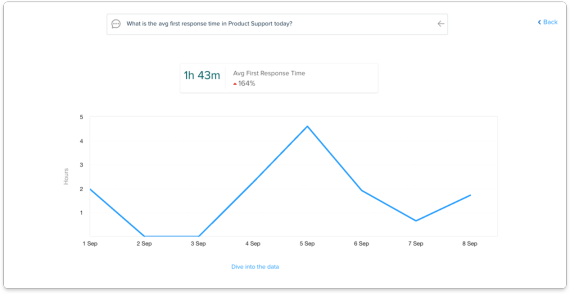 What is the avg first response time in Product Support today?
Back
1h 43m
Avg First Response Time
164%
5
4
3
2
1
Hours
1 Sep 2 Sep 3 Sep 4 Sep 5 Sep 6 Sep 7 Sep 8 Sep
Dive into the data